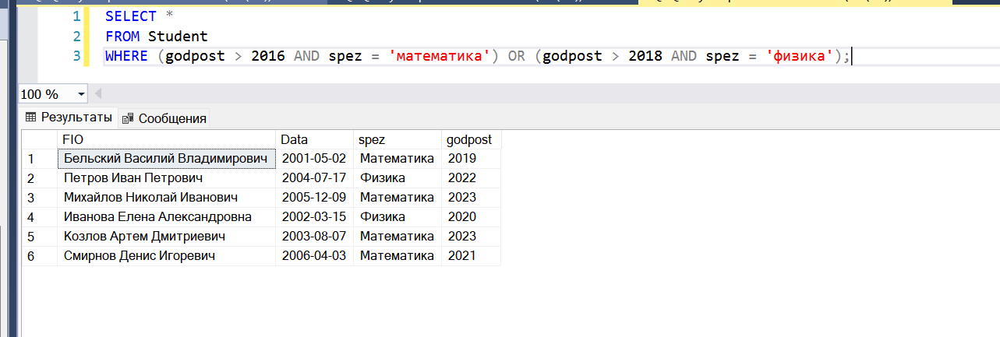 1 SELECT *
2 FROM Student
3 WHERE (godpost > 2016 AND spez = 'математика') OR (godpost > 2018 AND spez = 'физика');
100 %
Результаты Сообщения
FIO Data spez godpost
1 Бельский Василий Владимирович 2001-05-02 Математика 2019
2 Петров Иван Петрович 2004-07-17 Физика 2022
3 Михайлов Николай Иванович 2005-12-09 Математика 2023
4 Иванова Елена Александровна 2002-03-15 Физика 2020
5 Козлов Артем Дмитриевич 2003-08-07 Математика 2023
6 Смирнов Денис Игоревич 2006-04-03 Математика 2021